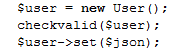 $user = new User();
checkvalid($user);
$user->set($json);